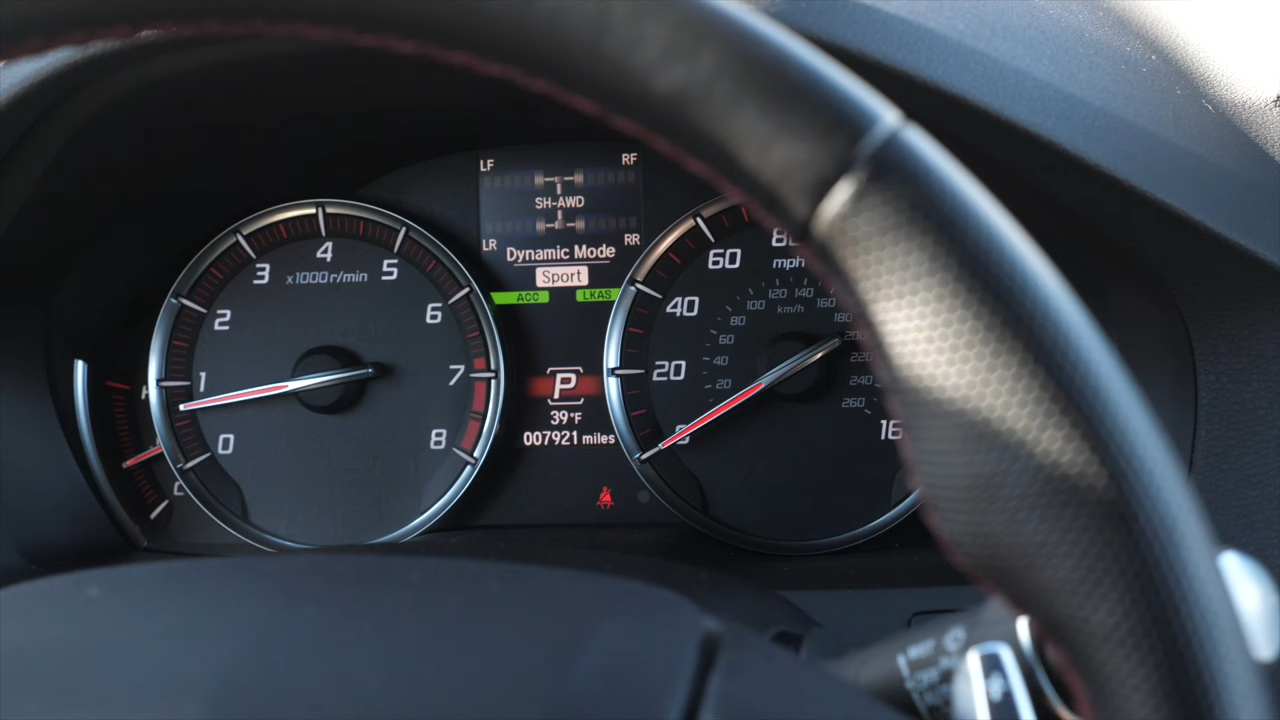 LF RF
SH-AWD
LR RR
Dynamic Mode
Sport
ACC LKAS
0 1 2 3 4 5 6 7 8
x1000 r/min
P
39°F
007921 miles
20 40 60
mph
km/h
20 40 60 80 100 120 140 160 180 200 220 240 260
C